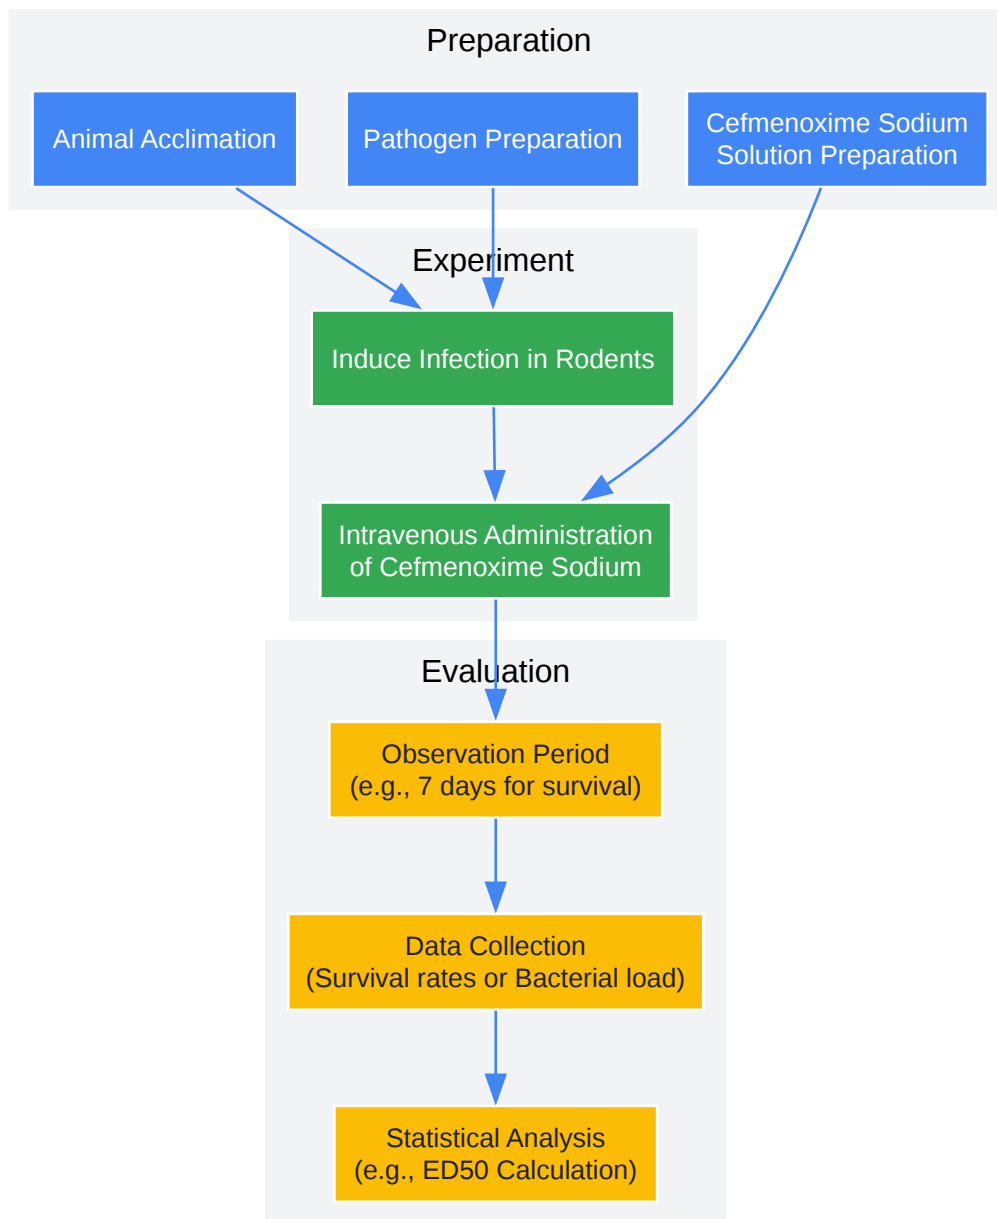 Preparation
Animal Acclimation
Pathogen Preparation
Cefmenoxime Sodium
Solution Preparation
Experiment
Induce Infection in Rodents
Intravenous Administration
of Cefmenoxime Sodium
Evaluation
Observation Period
(e.g., 7 days for survival)
Data Collection
(Survival rates or Bacterial load)
Statistical Analysis
(e.g., ED50 Calculation)